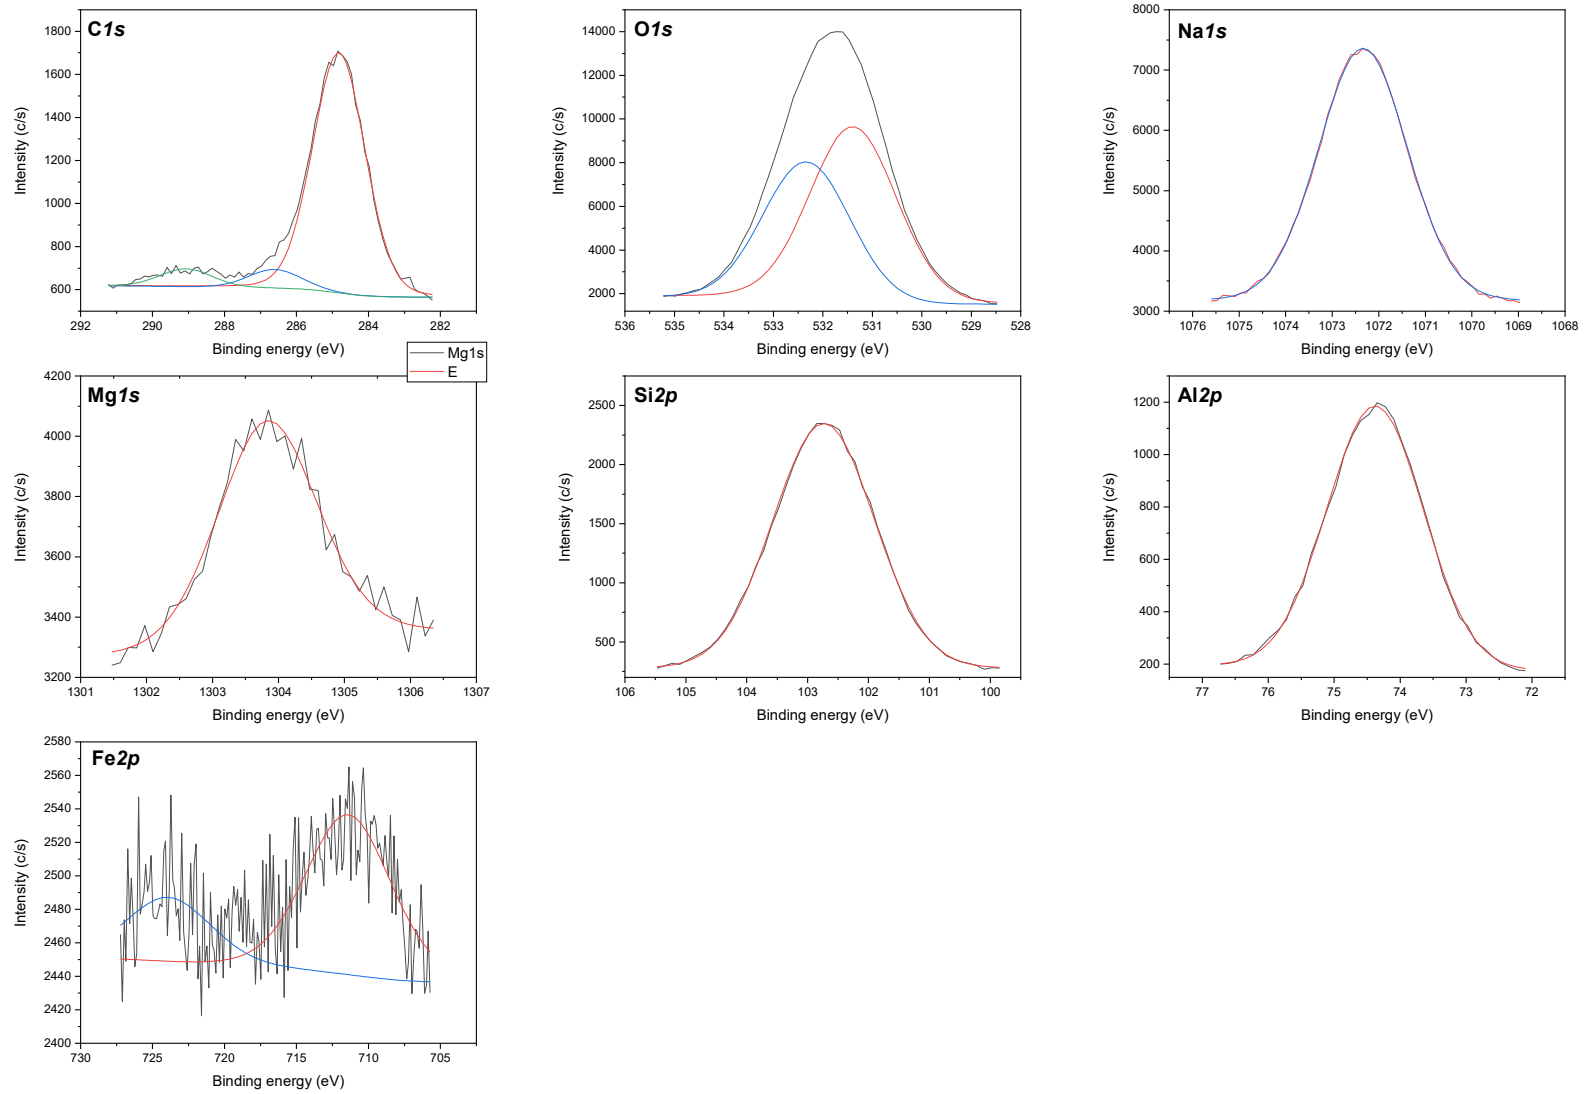 C1s
1800
1600
1400
1200
1000
800
600
292 290 288 286 284 282
Intensity (c/s)
Binding energy (eV)
O1s
14000
12000
10000
8000
6000
4000
2000
536 535 534 533 532 531 530 529 528
Intensity (c/s)
Binding energy (eV)
Na1s
8000
7000
6000
5000
4000
3000
1076 1075 1074 1073 1072 1071 1070 1069 1068
Intensity (c/s)
Binding energy (eV)
Mg1s
E
Mg1s
4200
4000
3800
3600
3400
3200
1301 1302 1303 1304 1305 1306 1307
Intensity (c/s)
Binding energy (eV)
Si2p
2500
2000
1500
1000
500
106 105 104 103 102 101 100
Intensity (c/s)
Binding energy (eV)
Al2p
1200
1000
800
600
400
200
77 76 75 74 73 72
Intensity (c/s)
Binding energy (eV)
Fe2p
2580
2560
2540
2520
2500
2480
2460
2440
2420
2400
730 725 720 715 710 705
Intensity (c/s)
Binding energy (eV)